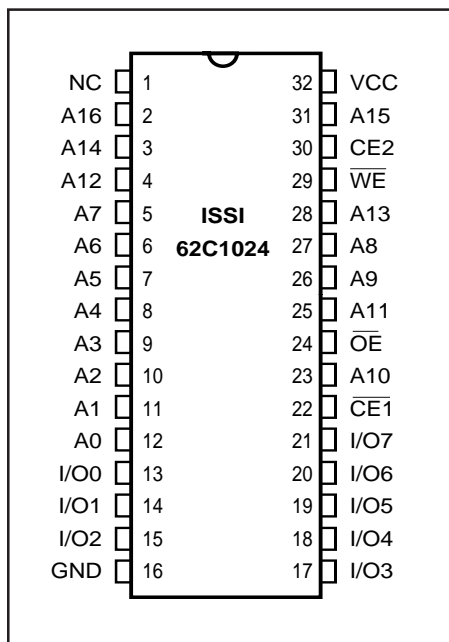 NC 1 32 VCC
A16 2 31 A15
A14 3 30 CE2
A12 4 29 W̅E̅
A7 5 ISSI 28 A13
A6 6 62C1024 27 A8
A5 7 26 A9
A4 8 25 A11
A3 9 24 O̅E̅
A2 10 23 A10
A1 11 22 C̅E̅1̅
A0 12 21 I/O7
I/O0 13 20 I/O6
I/O1 14 19 I/O5
I/O2 15 18 I/O4
GND 16 17 I/O3